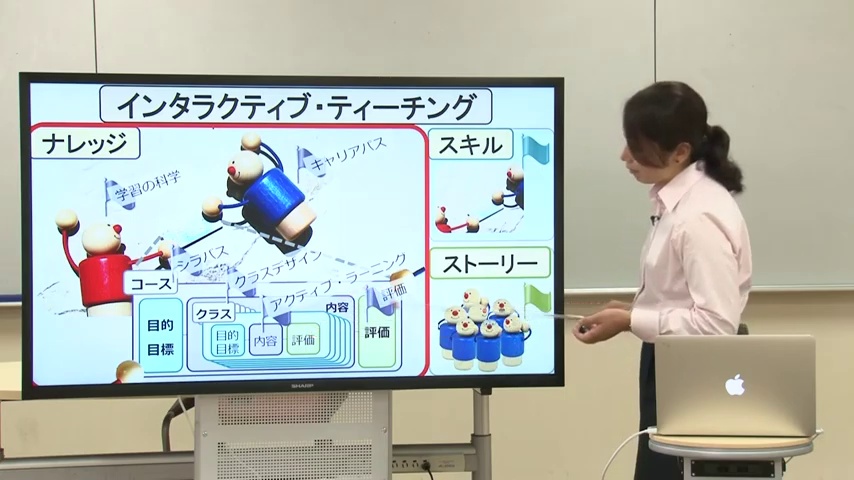 インタラクティブ・ティーチング
ナレッジ
スキル
学習の科学
キャリアパス
シラバス
クラスデザイン
アクティブ・ラーニング
評価
ストーリー
コース
目的
目標
クラス
内容
目的
目標
内容
評価
評価
SHARP